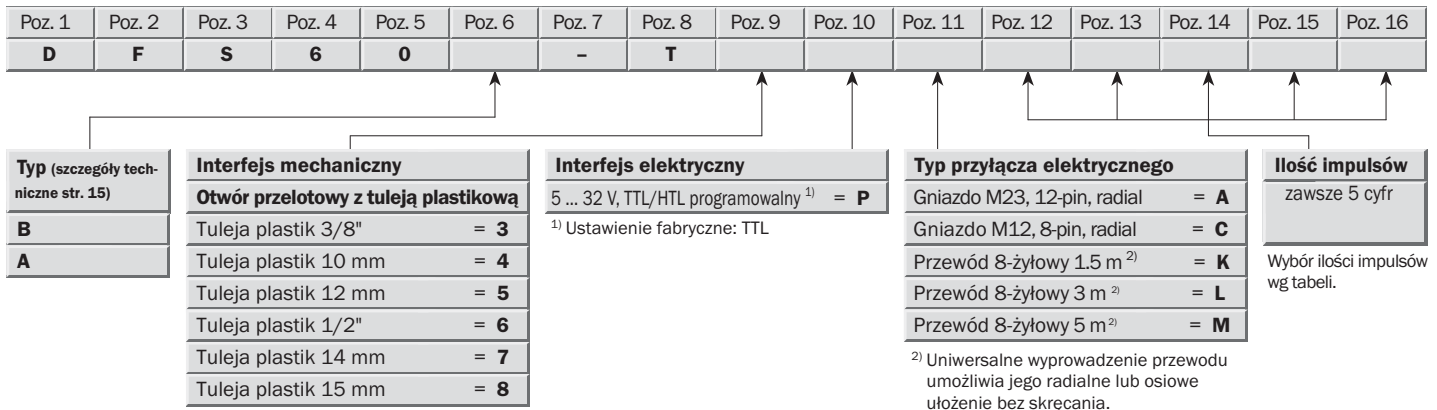 Poz. 1 Poz. 2 Poz. 3 Poz. 4 Poz. 5 Poz. 6 Poz. 7 Poz. 8 Poz. 9 Poz. 10 Poz. 11 Poz. 12 Poz. 13 Poz. 14 Poz. 15 Poz. 16
D F S 6 0 – T
Typ (szczegóły tech-
niczne str. 15)
B
A
Interfejs mechaniczny
Otwór przelotowy z tuleją plastikową
Tuleja plastik 3/8" = 3
Tuleja plastik 10 mm = 4
Tuleja plastik 12 mm = 5
Tuleja plastik 1/2" = 6
Tuleja plastik 14 mm = 7
Tuleja plastik 15 mm = 8
Interfejs elektryczny
5 ... 32 V, TTL/HTL programowalny 1) = P
1) Ustawienie fabryczne: TTL
Typ przyłącza elektrycznego
Gniazdo M23, 12-pin, radial = A
Gniazdo M12, 8-pin, radial = C
Przewód 8-żyłowy 1.5 m 2) = K
Przewód 8-żyłowy 3 m 2) = L
Przewód 8-żyłowy 5 m 2) = M
2) Uniwersalne wyprowadzenie przewodu
umożliwia jego radialne lub osiowe
ułożenie bez skręcania.
Ilość impulsów
zawsze 5 cyfr
Wybór ilości impulsów
wg tabeli.